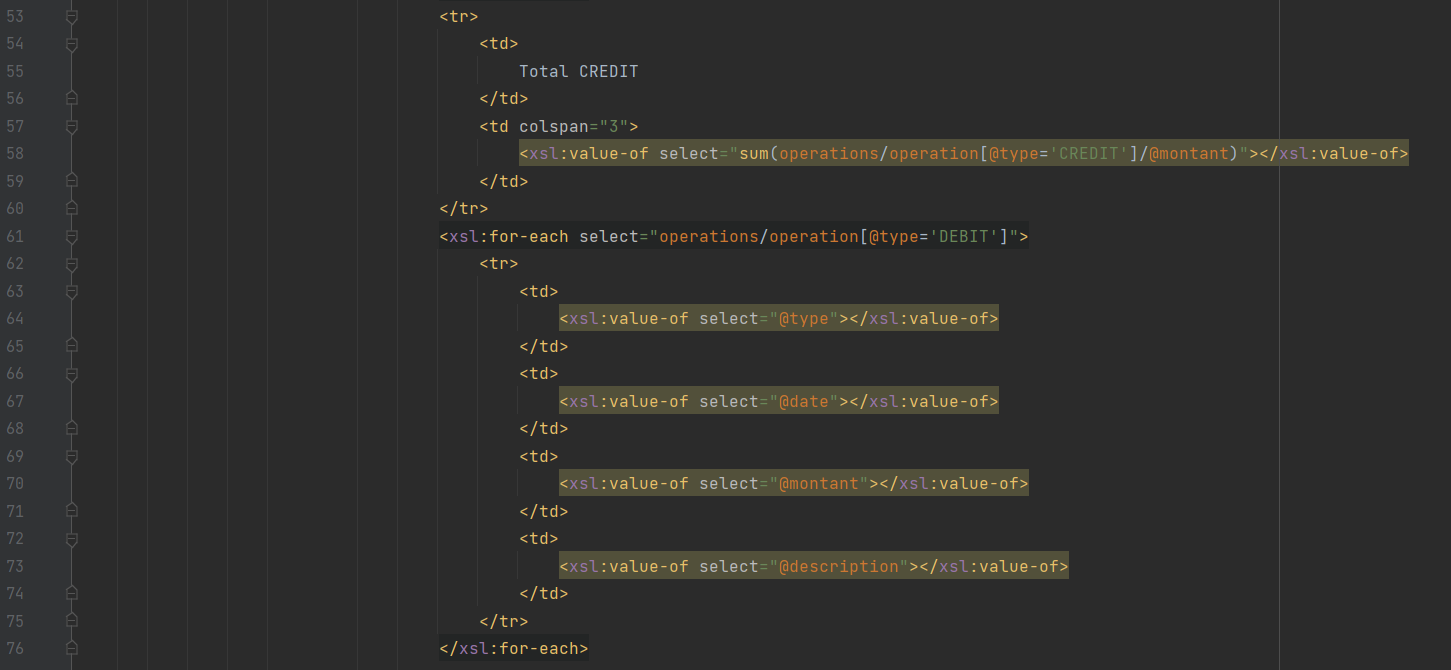 53 <tr>
54 <td>
55 Total CREDIT
56 </td>
57 <td colspan="3">
58 <xsl:value-of select="sum(operations/operation[@type='CREDIT']/@montant)"></xsl:value-of>
59 </td>
60 </tr>
61 <xsl:for-each select="operations/operation[@type='DEBIT']">
62 <tr>
63 <td>
64 <xsl:value-of select="@type"></xsl:value-of>
65 </td>
66 <td>
67 <xsl:value-of select="@date"></xsl:value-of>
68 </td>
69 <td>
70 <xsl:value-of select="@montant"></xsl:value-of>
71 </td>
72 <td>
73 <xsl:value-of select="@description"></xsl:value-of>
74 </td>
75 </tr>
76 </xsl:for-each>